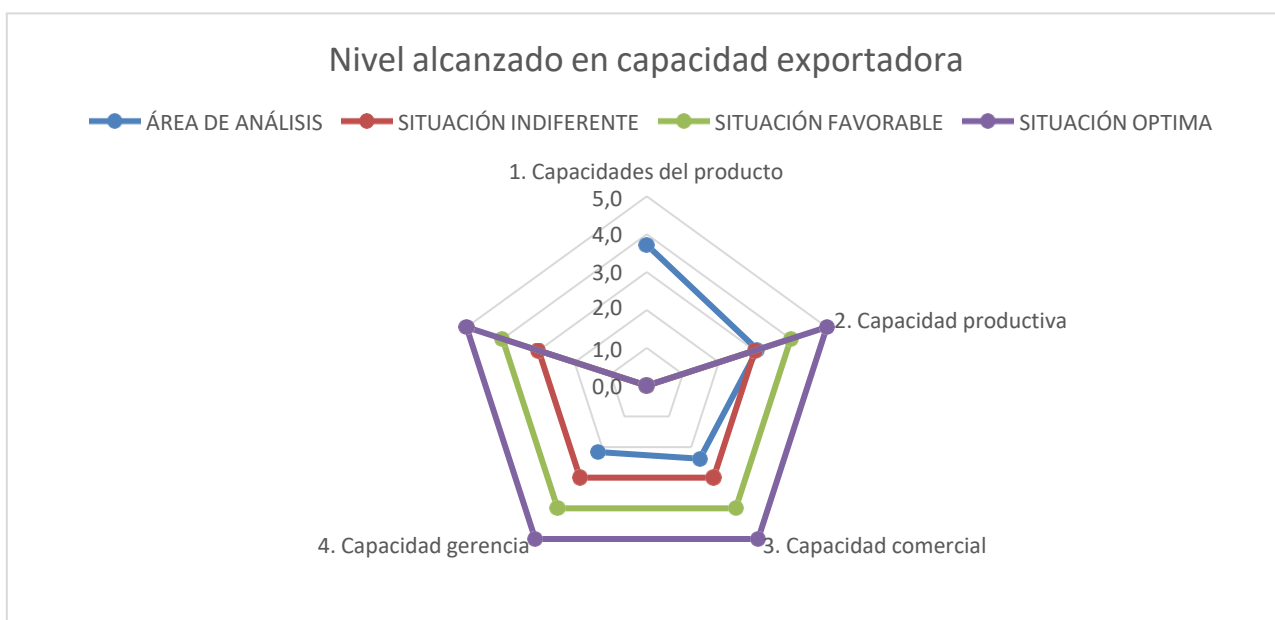 Nivel alcanzado en capacidad exportadora
ÁREA DE ANÁLISIS SITUACIÓN INDIFERENTE SITUACIÓN FAVORABLE SITUACIÓN OPTIMA
1. Capacidades del producto
5,0
4,0
3,0
2,0
1,0
0,0
2. Capacidad productiva
4. Capacidad gerencia
3. Capacidad comercial